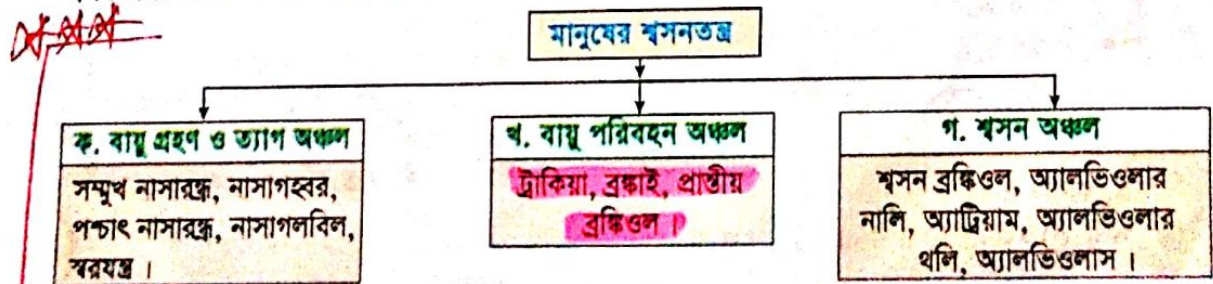 মানুষের শ্বসনতন্ত্র
ক. বায়ু গ্রহণ ও ত্যাগ অঞ্চল
সম্মুখ নাসারন্ধ্র, নাসাগহ্বর,
পশ্চাৎ নাসারন্ধ্র, নাসাগলবিল,
স্বরযন্ত্র ।
খ. বায়ু পরিবহন অঞ্চল
ট্রাকিয়া, ব্রঙ্কাই, প্রান্তীয়
ব্রঙ্কিওল ।
গ. শ্বসন অঞ্চল
শ্বসন ব্রঙ্কিওল, অ্যালভিওলার
নালি, অ্যাট্রিয়াম, অ্যালভিওলার
থলি, অ্যালভিওলাস ।